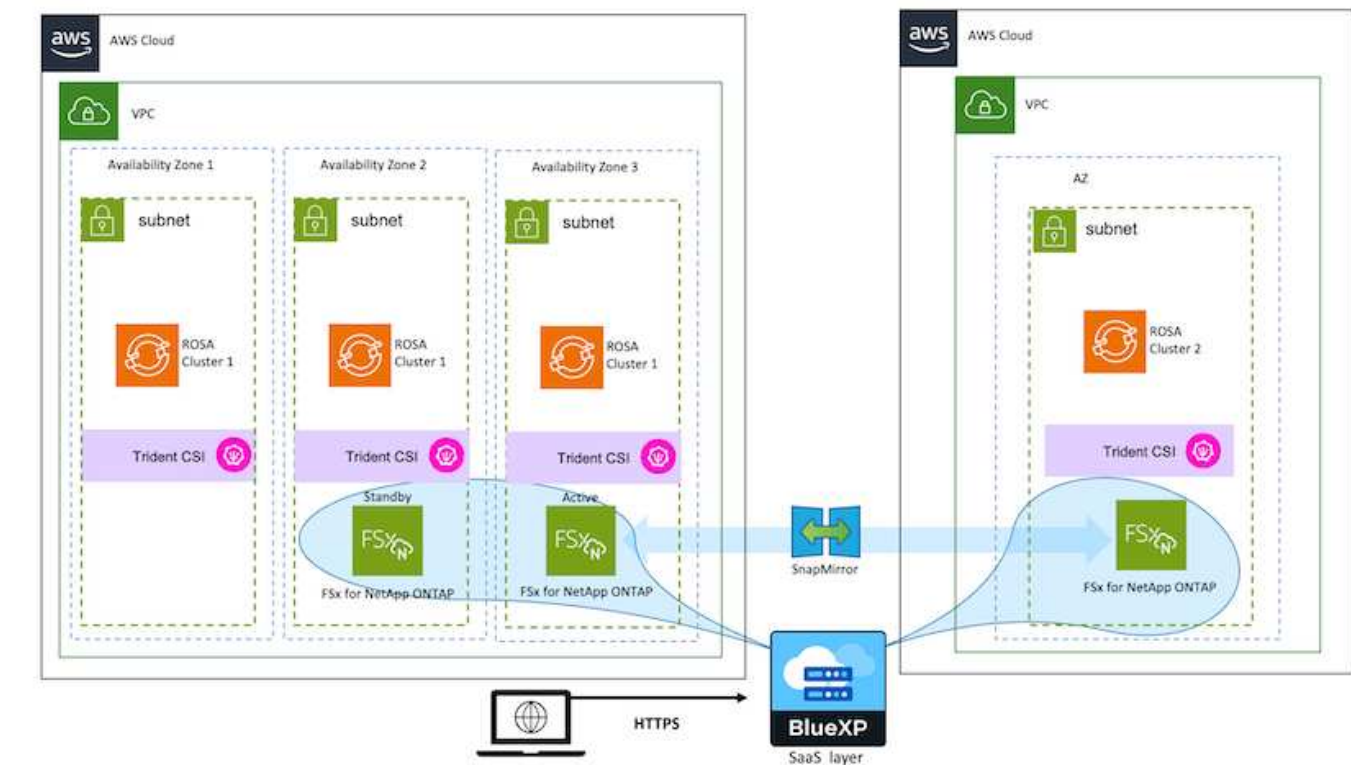 aws
AWS Cloud
VPC
Availability Zone 1
subnet
ROSA
Cluster 1
Trident CSI
Availability Zone 2
subnet
ROSA
Cluster 1
Trident CSI
Standby
FSx
N
FSx for NetApp ONTAP
Availability Zone 3
subnet
ROSA
Cluster 1
Trident CSI
Active
FSx
N
FSx for NetApp ONTAP
SnapMirror
aws
AWS Cloud
VPC
AZ
subnet
ROSA
Cluster 2
Trident CSI
FSx
N
FSx for NetApp ONTAP
HTTPS
BlueXP
SaaS layer